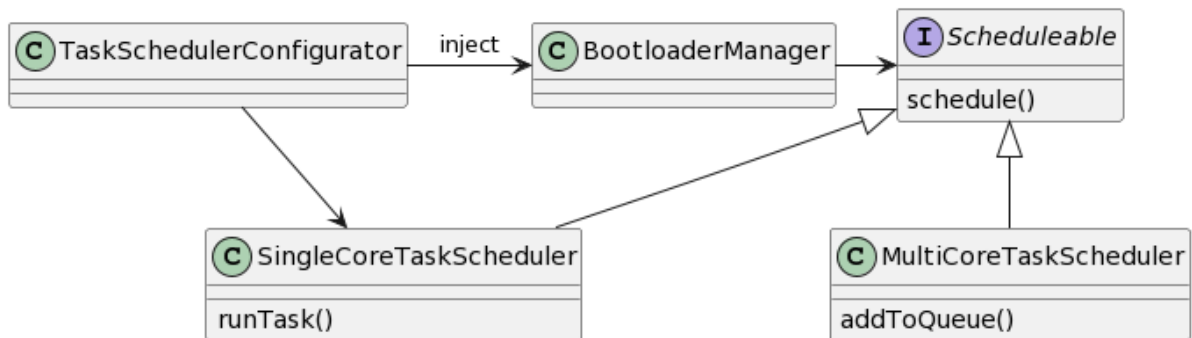 C TaskSchedulerConfigurator
inject
C BootloaderManager
I Scheduleable
schedule()
C SingleCoreTaskScheduler
runTask()
C MultiCoreTaskScheduler
addToQueue()